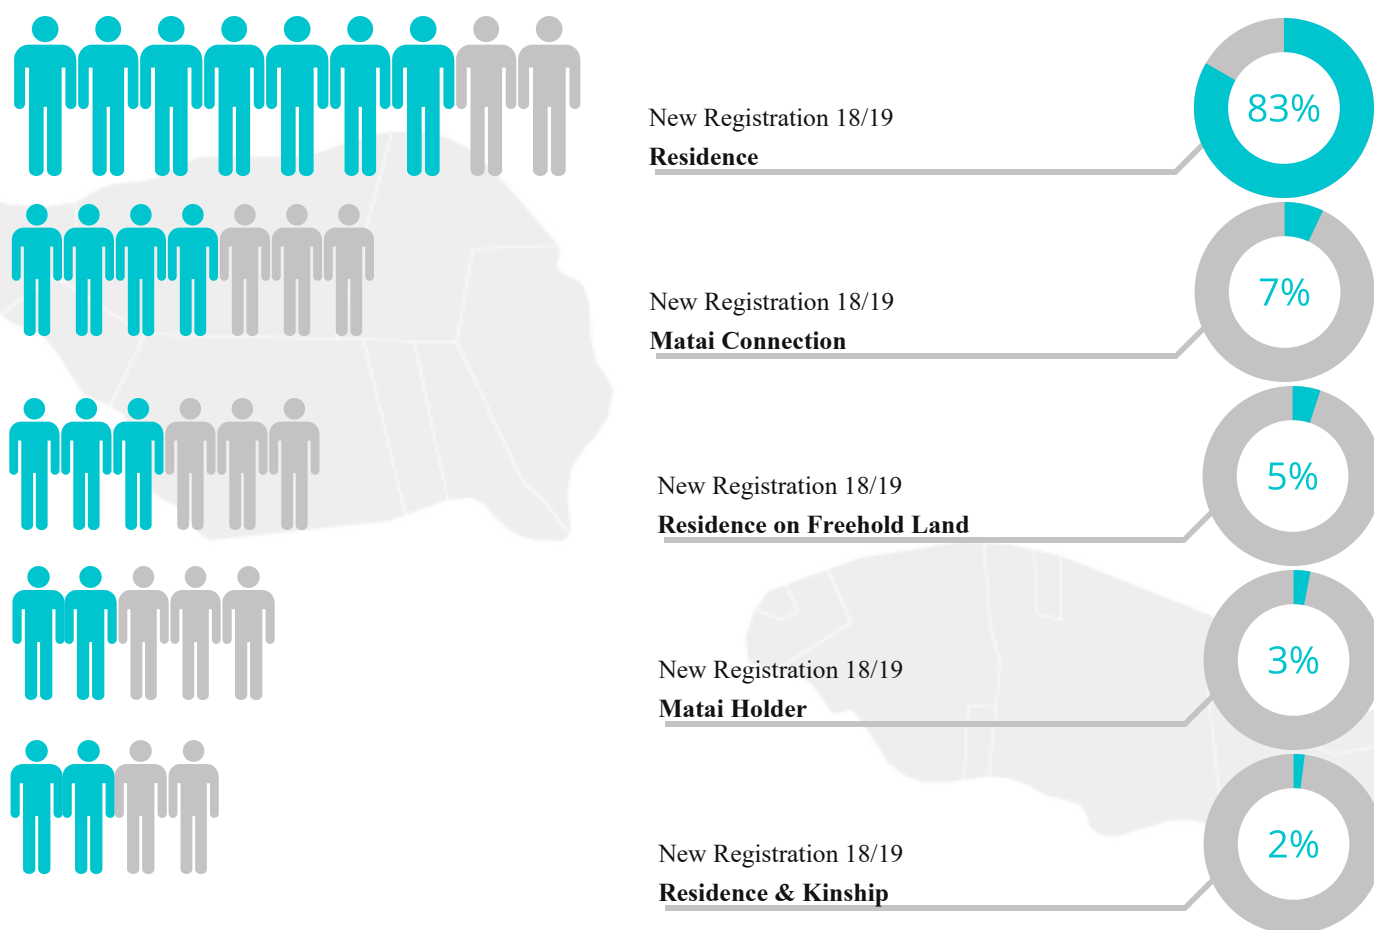 New Registration 18/19
Residence
83%
New Registration 18/19
Matai Connection
7%
New Registration 18/19
Residence on Freehold Land
5%
New Registration 18/19
Matai Holder
3%
New Registration 18/19
Residence & Kinship
2%